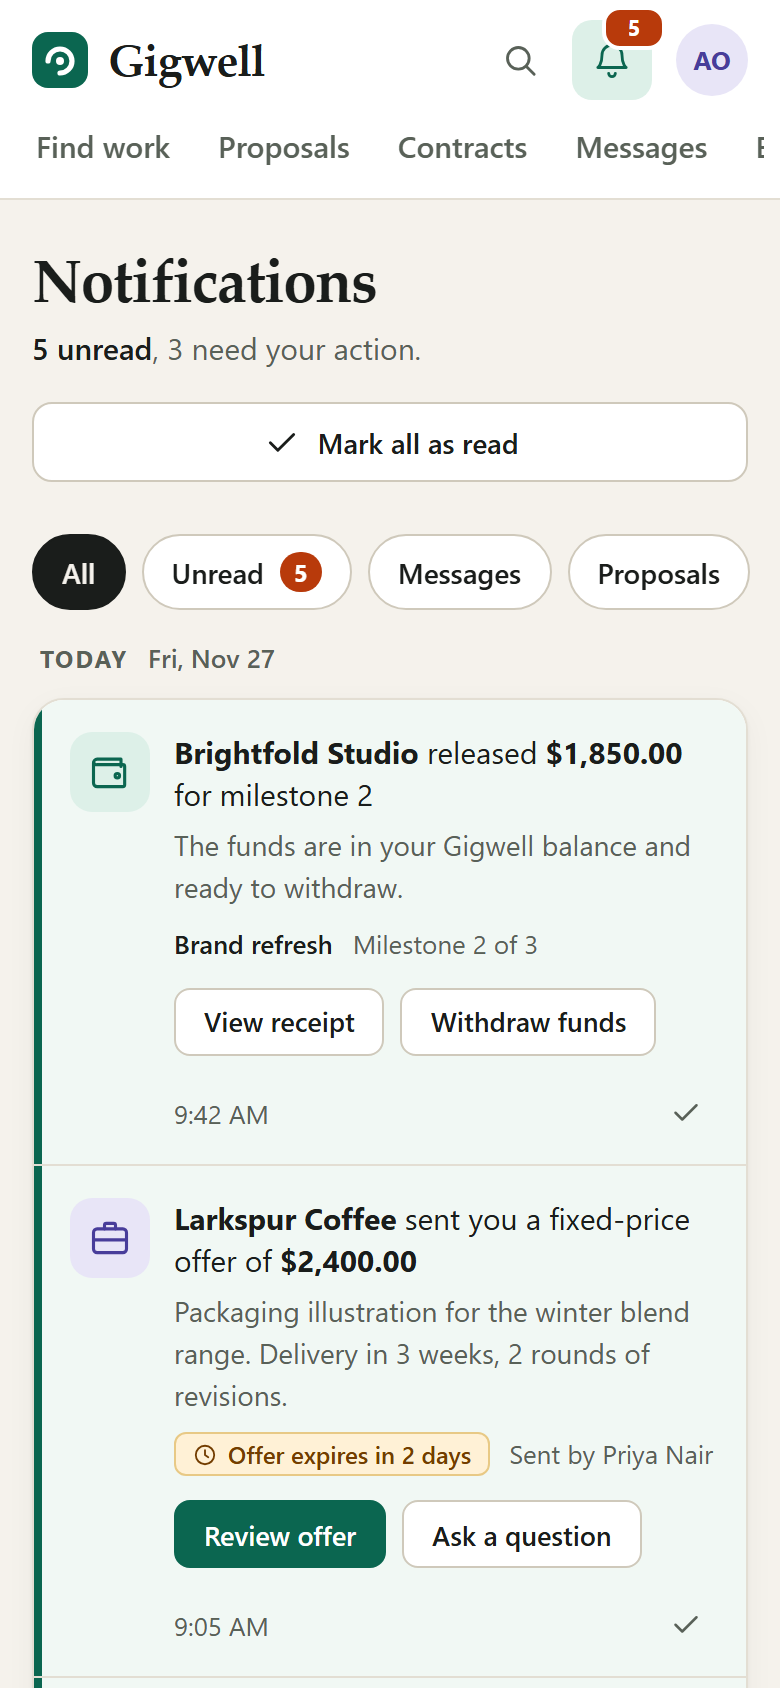 Gigwell
5
AO
Find work Proposals Contracts Messages
Notifications
5 unread, 3 need your action.
Mark all as read
All Unread 5 Messages Proposals
TODAY Fri, Nov 27
Brightfold Studio released $1,850.00
for milestone 2
The funds are in your Gigwell balance and
ready to withdraw.
Brand refresh Milestone 2 of 3
View receipt Withdraw funds
9:42 AM
Larkspur Coffee sent you a fixed-price
offer of $2,400.00
Packaging illustration for the winter blend
range. Delivery in 3 weeks, 2 rounds of
revisions.
Offer expires in 2 days Sent by Priya Nair
Review offer Ask a question
9:05 AM